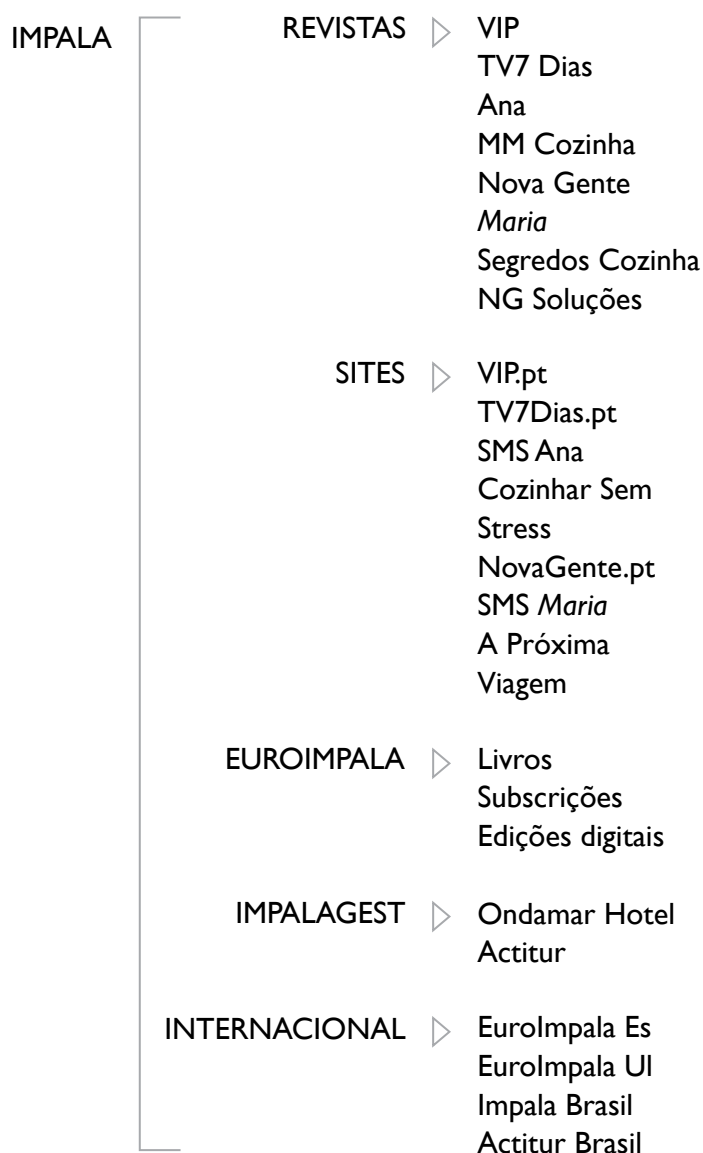 IMPALA
REVISTAS
VIP
TV7 Dias
Ana
MM Cozinha
Nova Gente
Maria
Segredos Cozinha
NG Soluções
SITES
VIP.pt
TV7Dias.pt
SMS Ana
Cozinhar Sem
Stress
NovaGente.pt
SMS Maria
A Próxima
Viagem
EUROIMPALA
Livros
Subscrições
Edições digitais
IMPALAGEST
Ondamar Hotel
Actitur
INTERNACIONAL
EuroImpala Es
EuroImpala Ul
Impala Brasil
Actitur Brasil